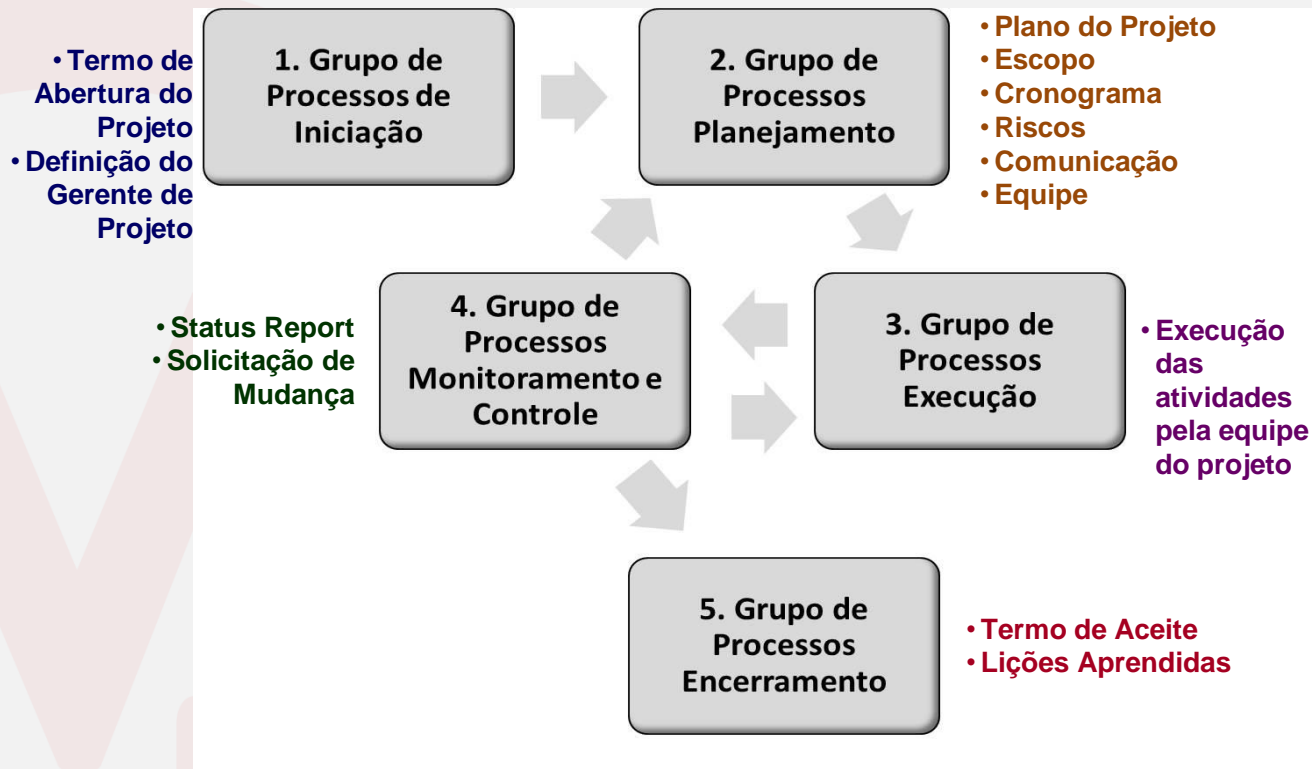 • Termo de
Abertura do
Projeto
• Definição do
Gerente de
Projeto
1. Grupo de
Processos de
Iniciação
2. Grupo de
Processos
Planejamento
• Plano do Projeto
• Escopo
• Cronograma
• Riscos
• Comunicação
• Equipe
• Status Report
• Solicitação de
Mudança
4. Grupo de
Processos
Monitoramento e
Controle
3. Grupo de
Processos
Execução
• Execução
das
atividades
pela equipe
do projeto
5. Grupo de
Processos
Encerramento
• Termo de Aceite
• Lições Aprendidas